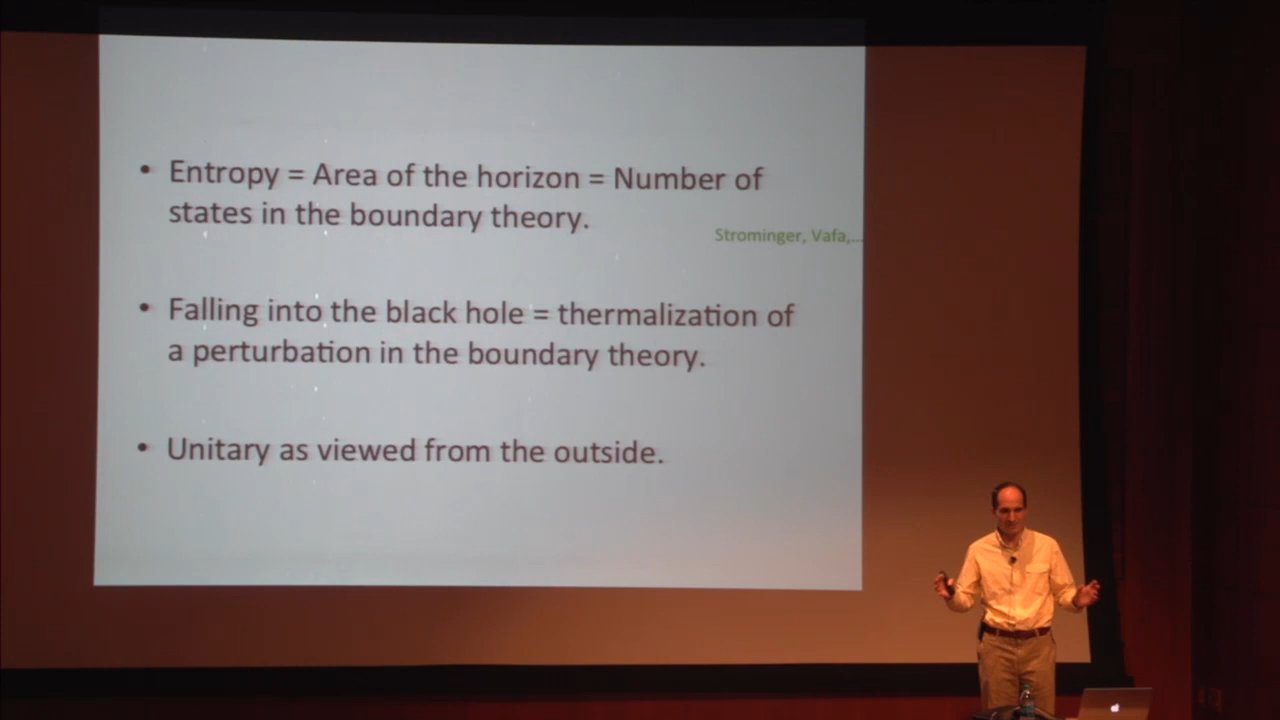 • Entropy = Area of the horizon = Number of
states in the boundary theory.
Strominger, Vafa,...
• Falling into the black hole = thermalization of
a perturbation in the boundary theory.
• Unitary as viewed from the outside.